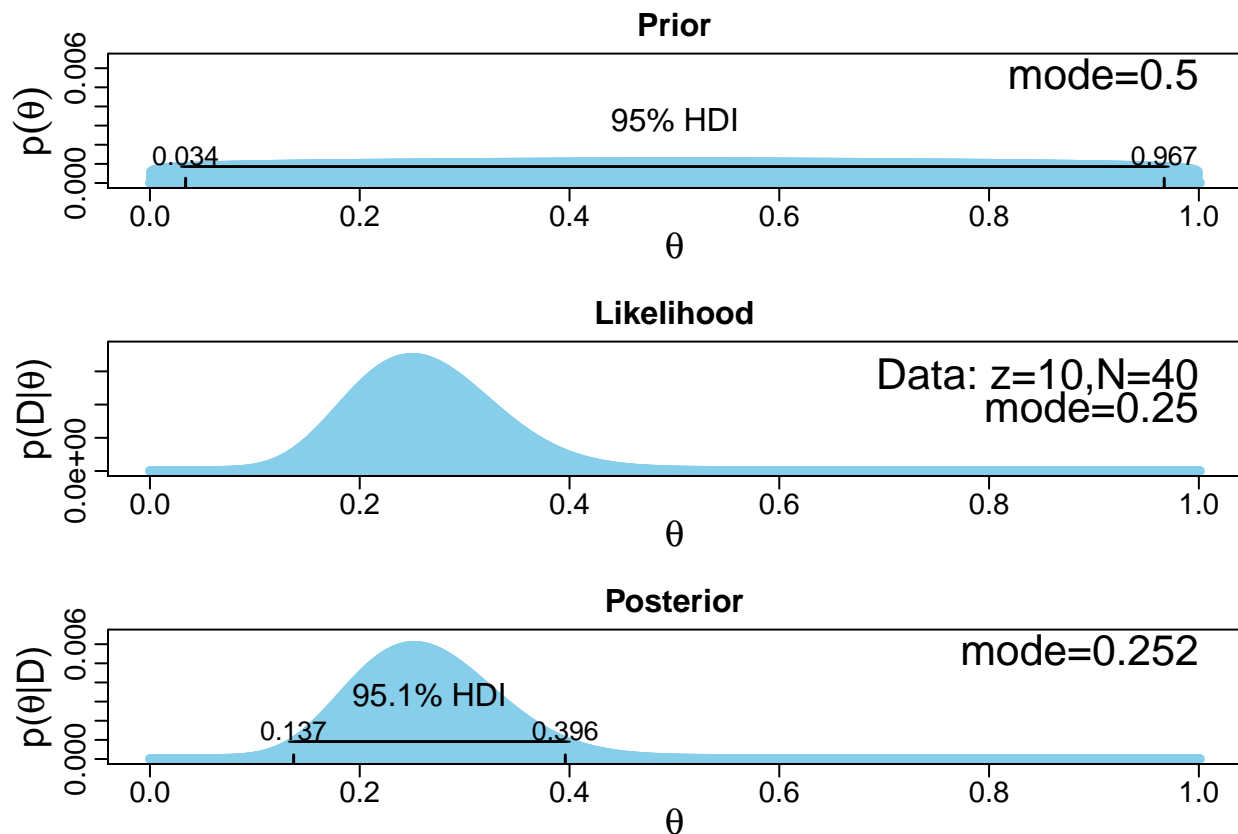 Prior
mode=0.5
95% HDI
0.034
0.967
p(θ)
0.000
0.006
0.0 0.2 0.4 0.6 0.8 1.0
θ
Likelihood
Data: z=10,N=40
mode=0.25
p(D|θ)
0.0e+00
0.0 0.2 0.4 0.6 0.8 1.0
θ
Posterior
mode=0.252
95.1% HDI
0.137
0.396
p(θ|D)
0.000
0.006
0.0 0.2 0.4 0.6 0.8 1.0
θ